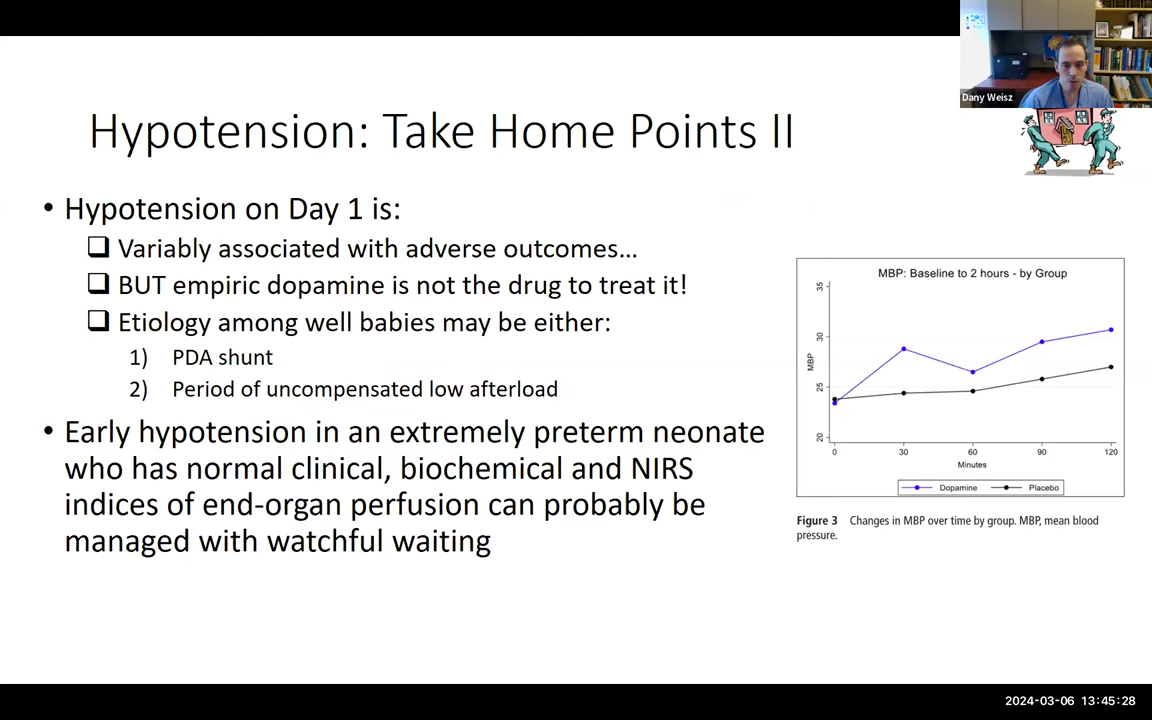 Dany Weisz
Hypotension: Take Home Points II
• Hypotension on Day 1 is:
❑ Variably associated with adverse outcomes…
❑ BUT empiric dopamine is not the drug to treat it!
❑ Etiology among well babies may be either:
1) PDA shunt
2) Period of uncompensated low afterload
• Early hypotension in an extremely preterm neonate
who has normal clinical, biochemical and NIRS
indices of end-organ perfusion can probably be
managed with watchful waiting
MBP: Baseline to 2 hours - by Group
35
30
MBP
25
20
0 30 60 90 120
Minutes
Dopamine Placebo
Figure 3 Changes in MBP over time by group. MBP, mean blood
pressure.
2024-03-06 13:45:28